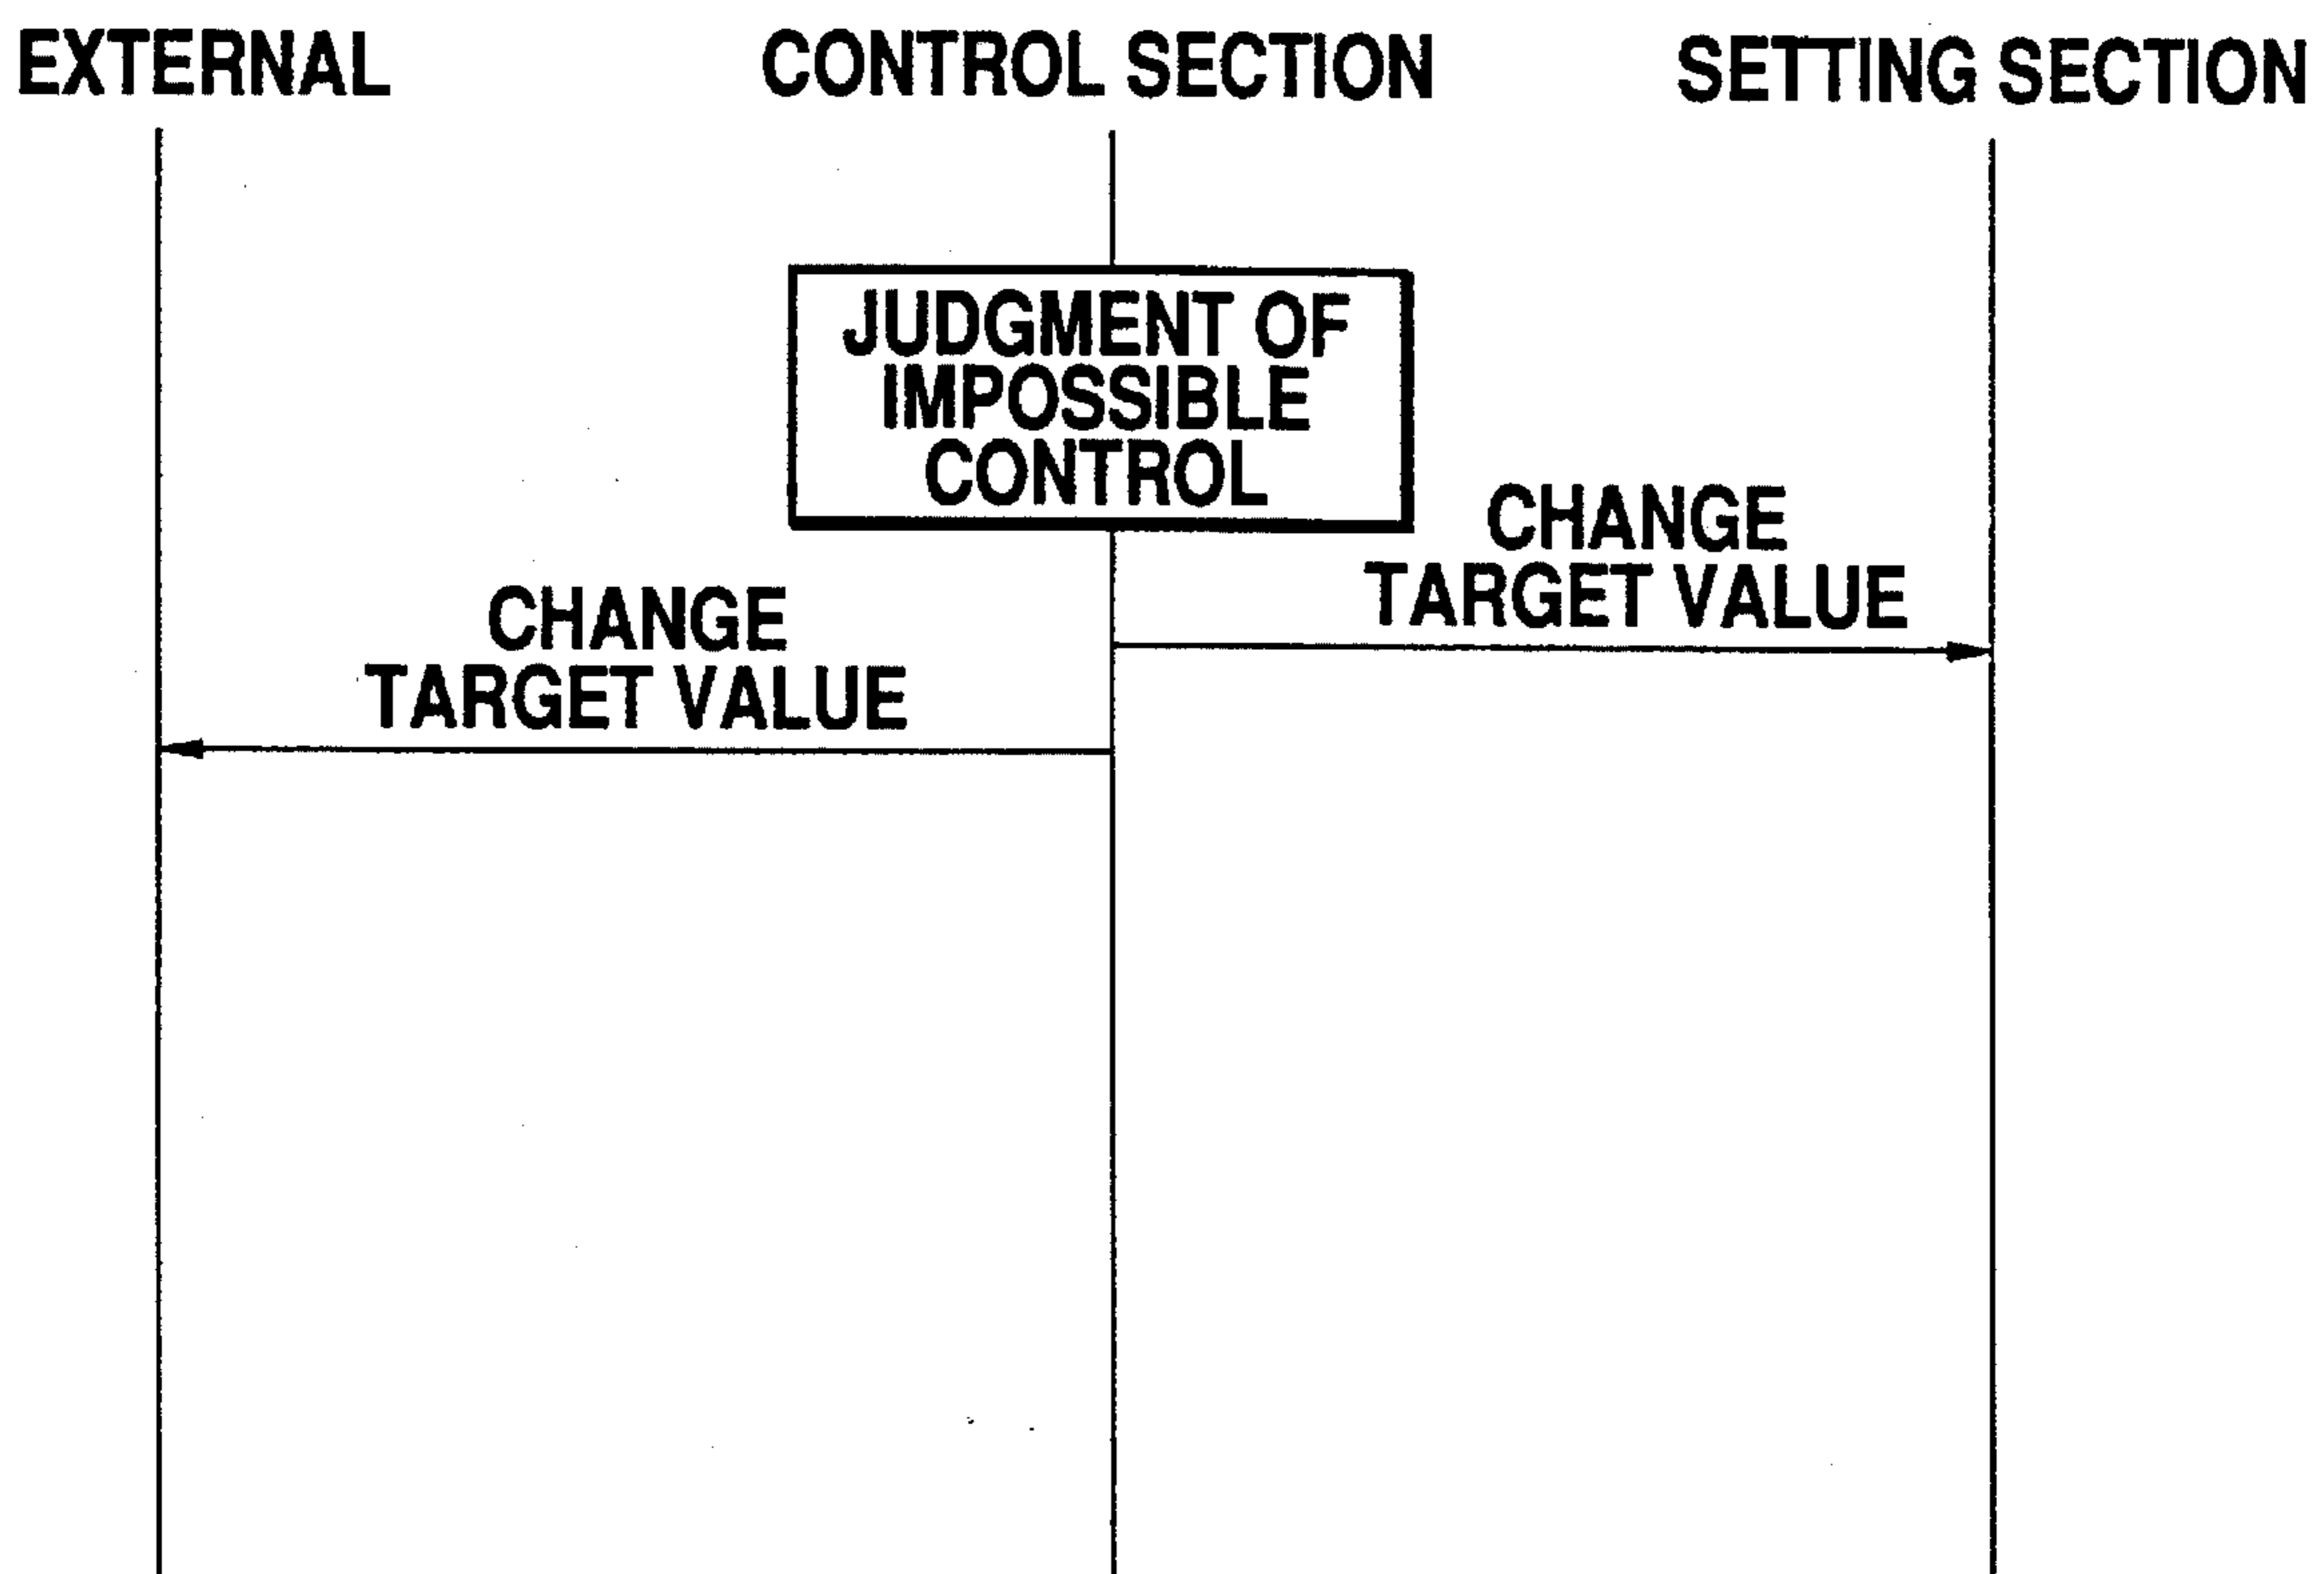 EXTERNAL
CONTROL SECTION
SETTING SECTION
JUDGMENT OF
IMPOSSIBLE
CONTROL
CHANGE
TARGET VALUE
CHANGE
TARGET VALUE